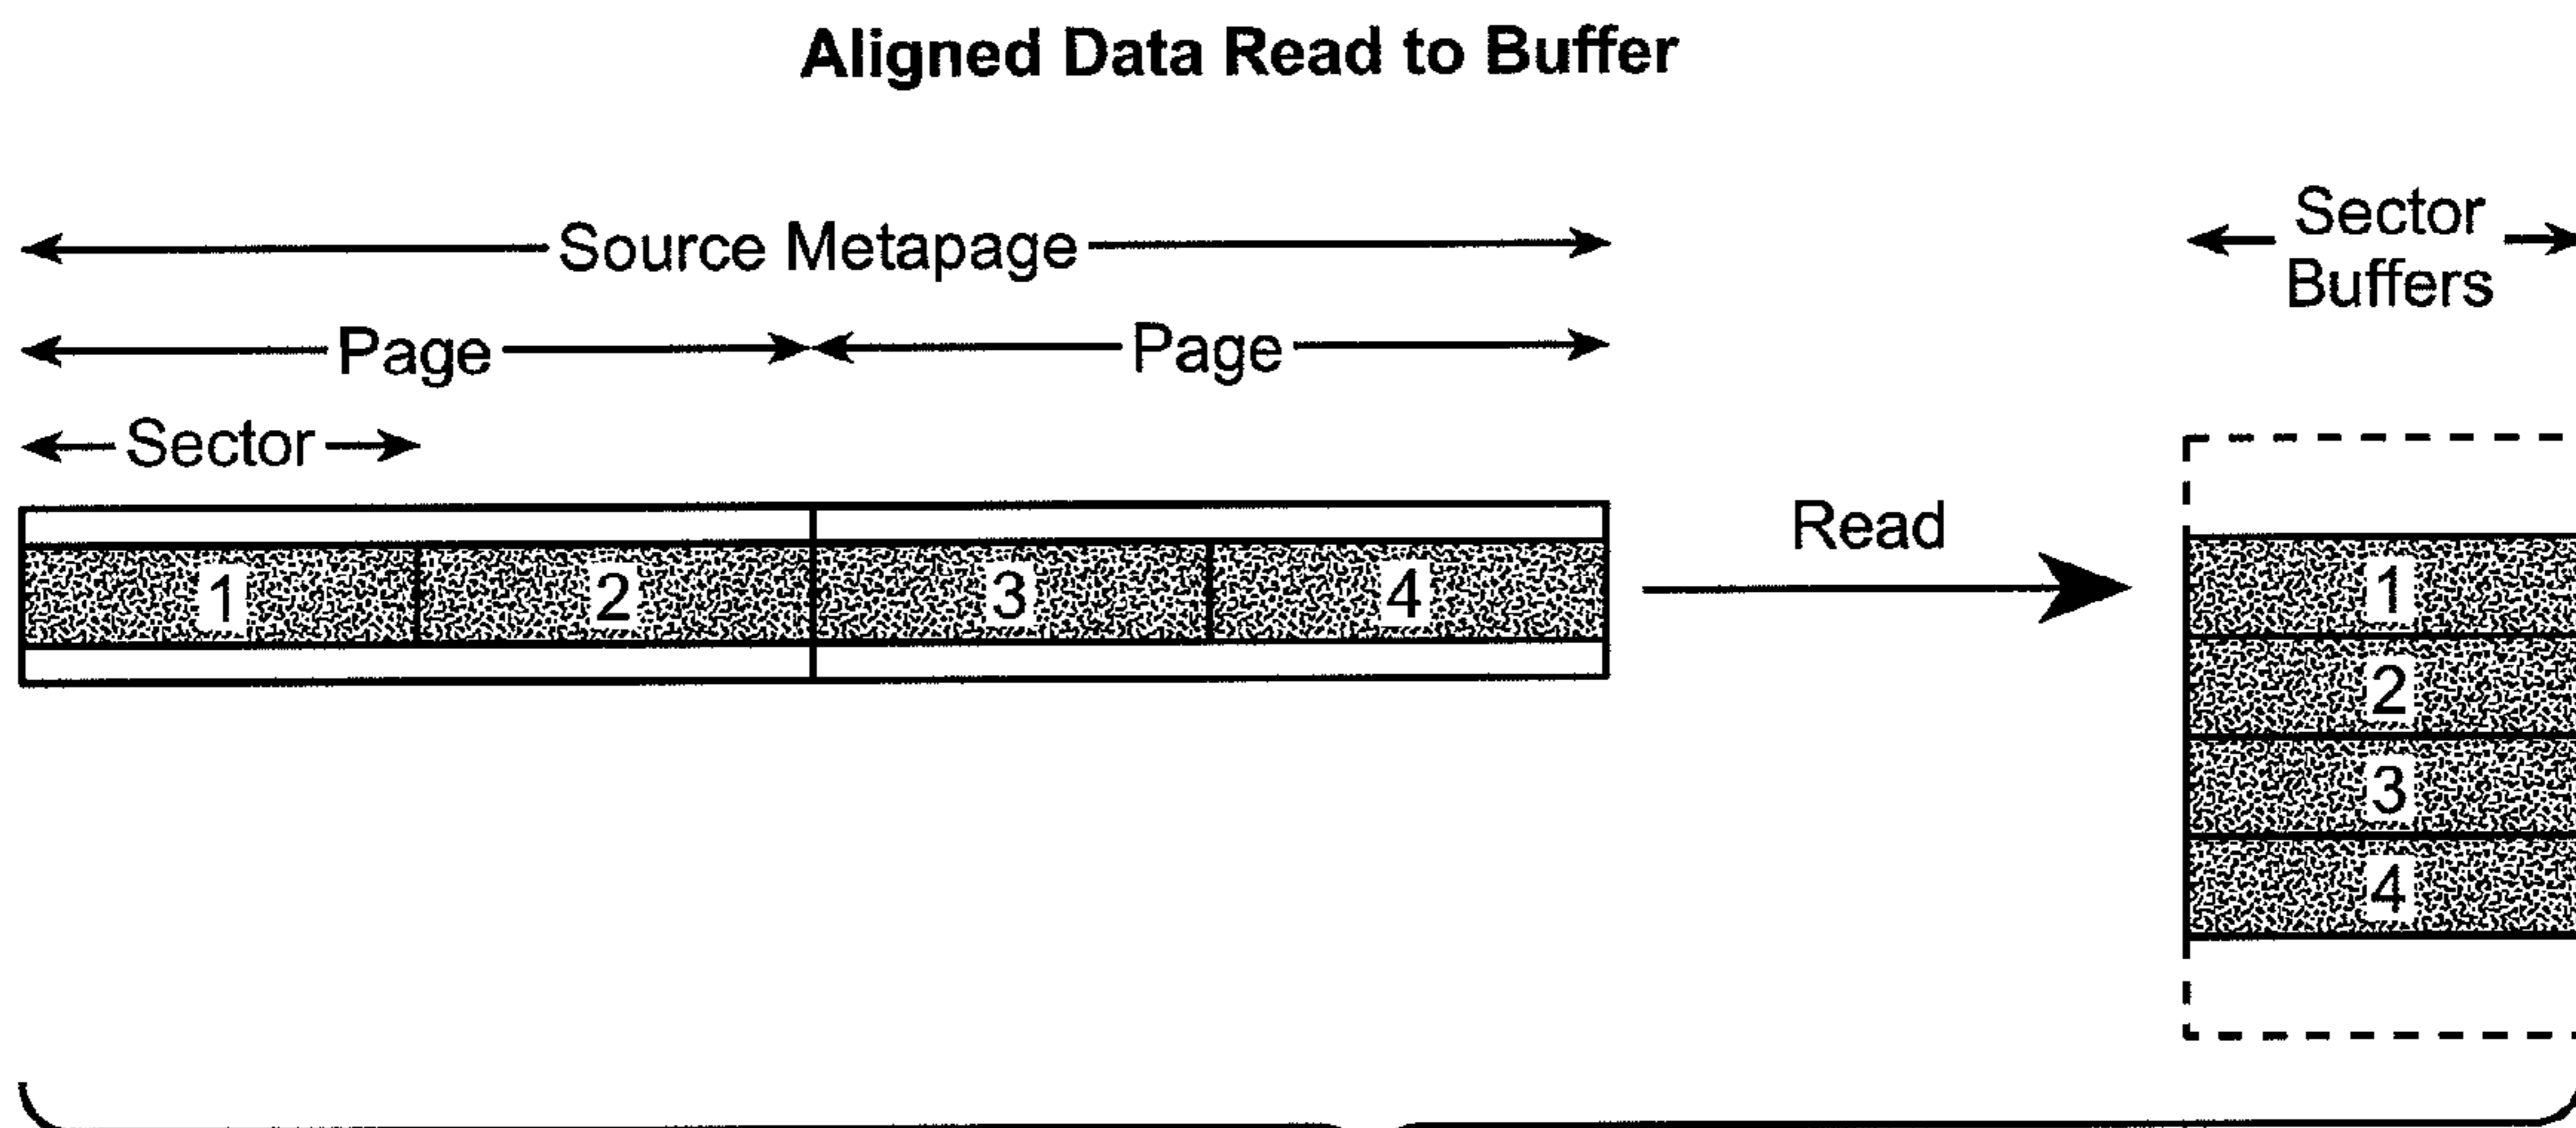 Aligned Data Read to Buffer
Source Metapage
Sector
Buffers
Page
Page
Sector
Read
1
2
3
4
1
2
3
4